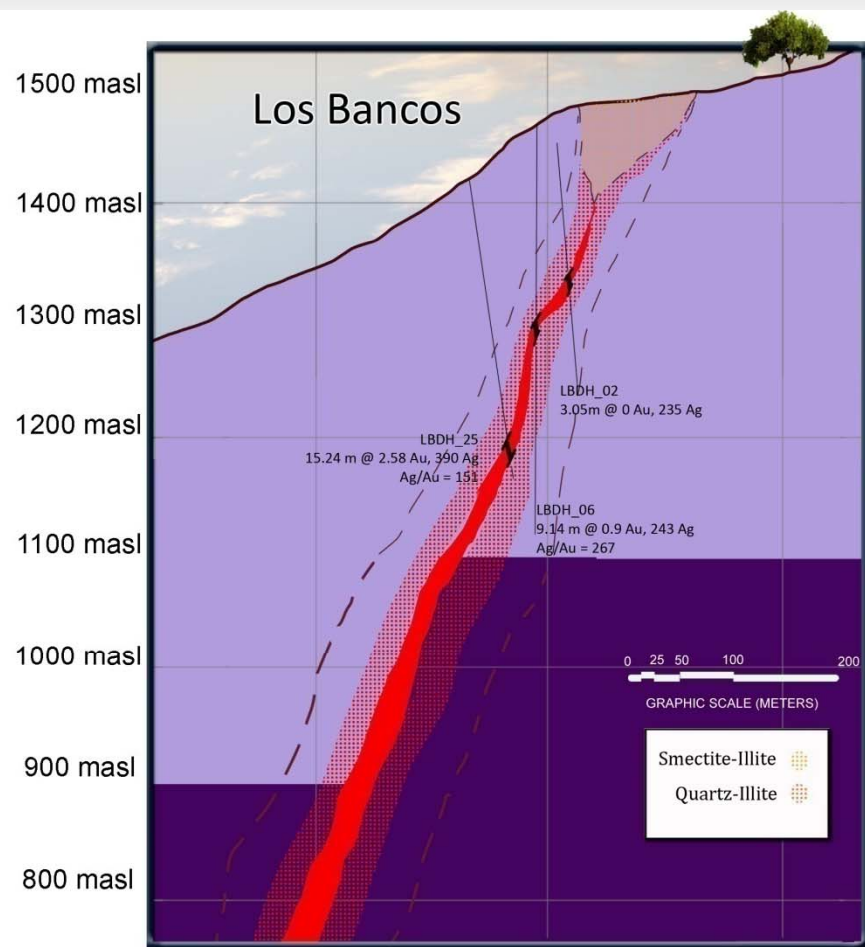 Los Bancos
1500 masl
1400 masl
1300 masl
1200 masl
1100 masl
1000 masl
900 masl
800 masl
LBDH_02
3.05m @ 0 Au, 235 Ag
LBDH_25
15.24 m @ 2.58 Au, 390 Ag
Ag/Au = 151
LBDH_06
9.14 m @ 0.9 Au, 243 Ag
Ag/Au = 267
0 25 50 100 200
GRAPHIC SCALE (METERS)
Smectite-Illite
Quartz-Illite